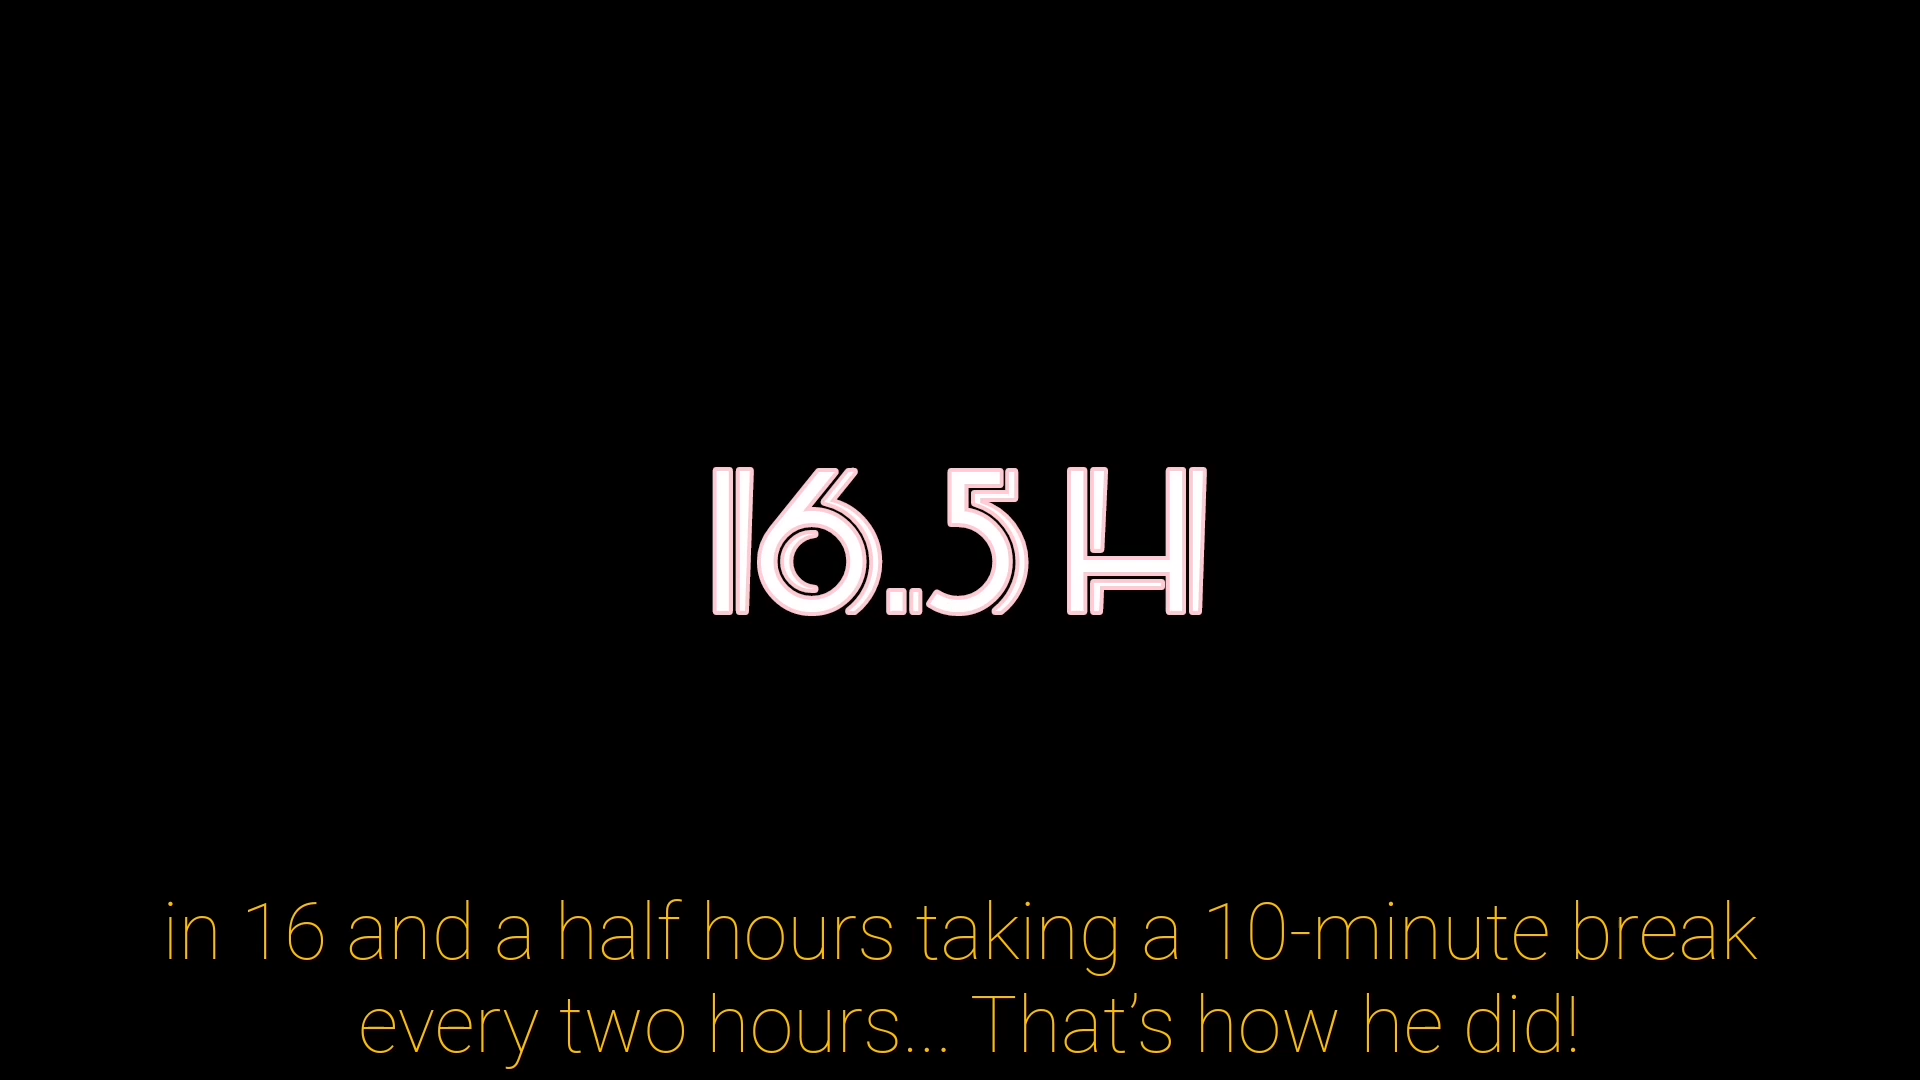 16.5 H
in 16 and a half hours taking a 10-minute break
every two hours... That’s how he did!